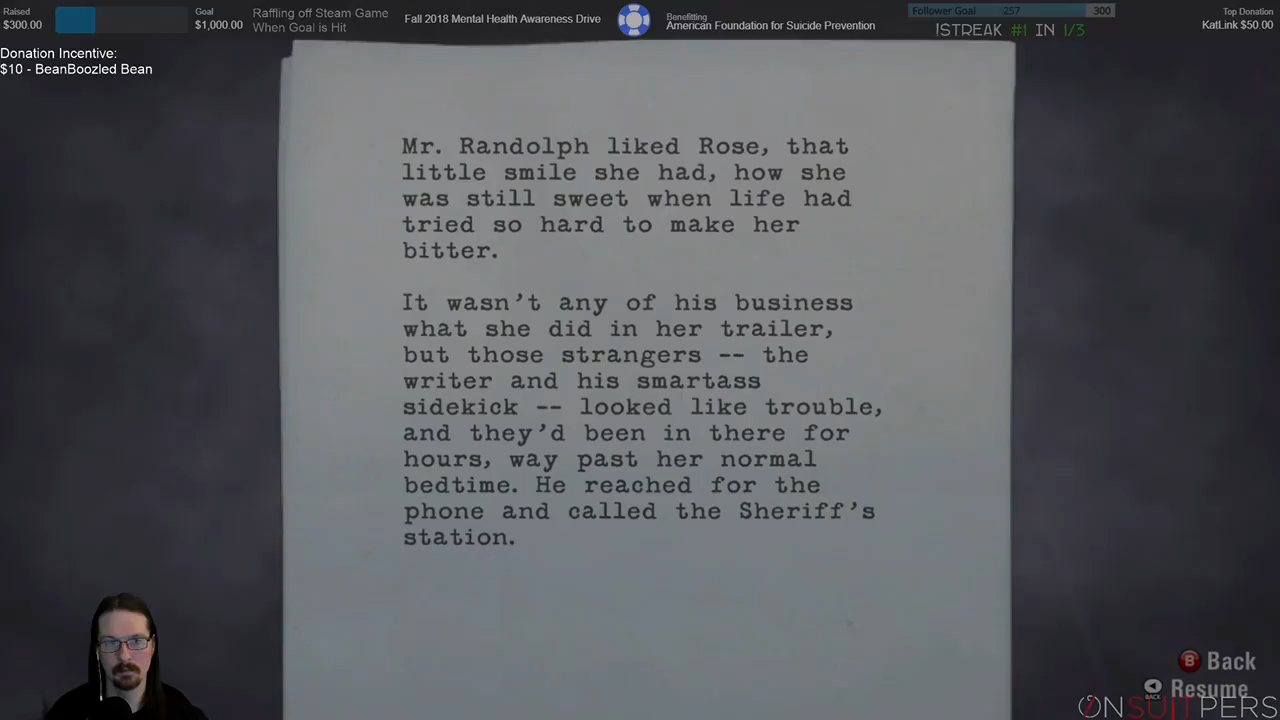 Raised
$300.00
Goal
$1,000.00
Raffling off Steam Game
When Goal is Hit
Fall 2018 Mental Health Awareness Drive
Benefitting
American Foundation for Suicide Prevention
Follower Goal 257 300
!STREAK #1 IN 1/3
Top Donation
KatLink $50.00
Donation Incentive:
$10 - BeanBoozled Bean
Mr. Randolph liked Rose, that
little smile she had, how she
was still sweet when life had
tried so hard to make her
bitter.
It wasn't any of his business
what she did in her trailer,
but those strangers -- the
writer and his smartass
sidekick -- looked like trouble,
and they'd been in there for
hours, way past her normal
bedtime. He reached for the
phone and called the Sheriff's
station.
B Back
BACK Resume
ONSUITPERS